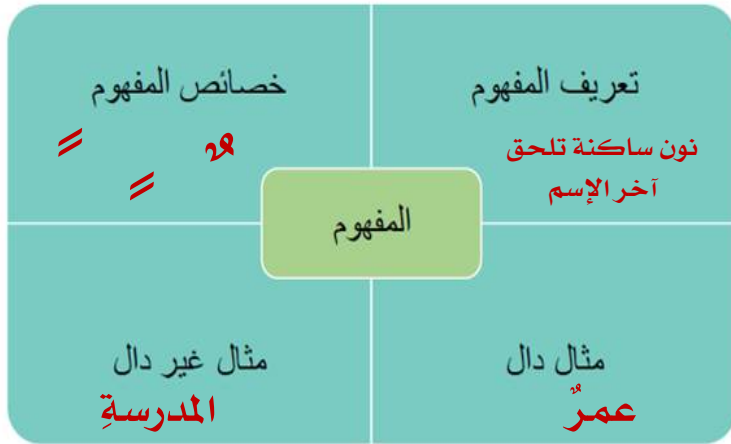 تعريف المفهوم
نون ساكنة تلحق
آخر الإسم
خصائص المفهوم
ٌ ً
ٍ
المفهوم
مثال دال
عمرٌ
مثال غير دال
المدرسةِ